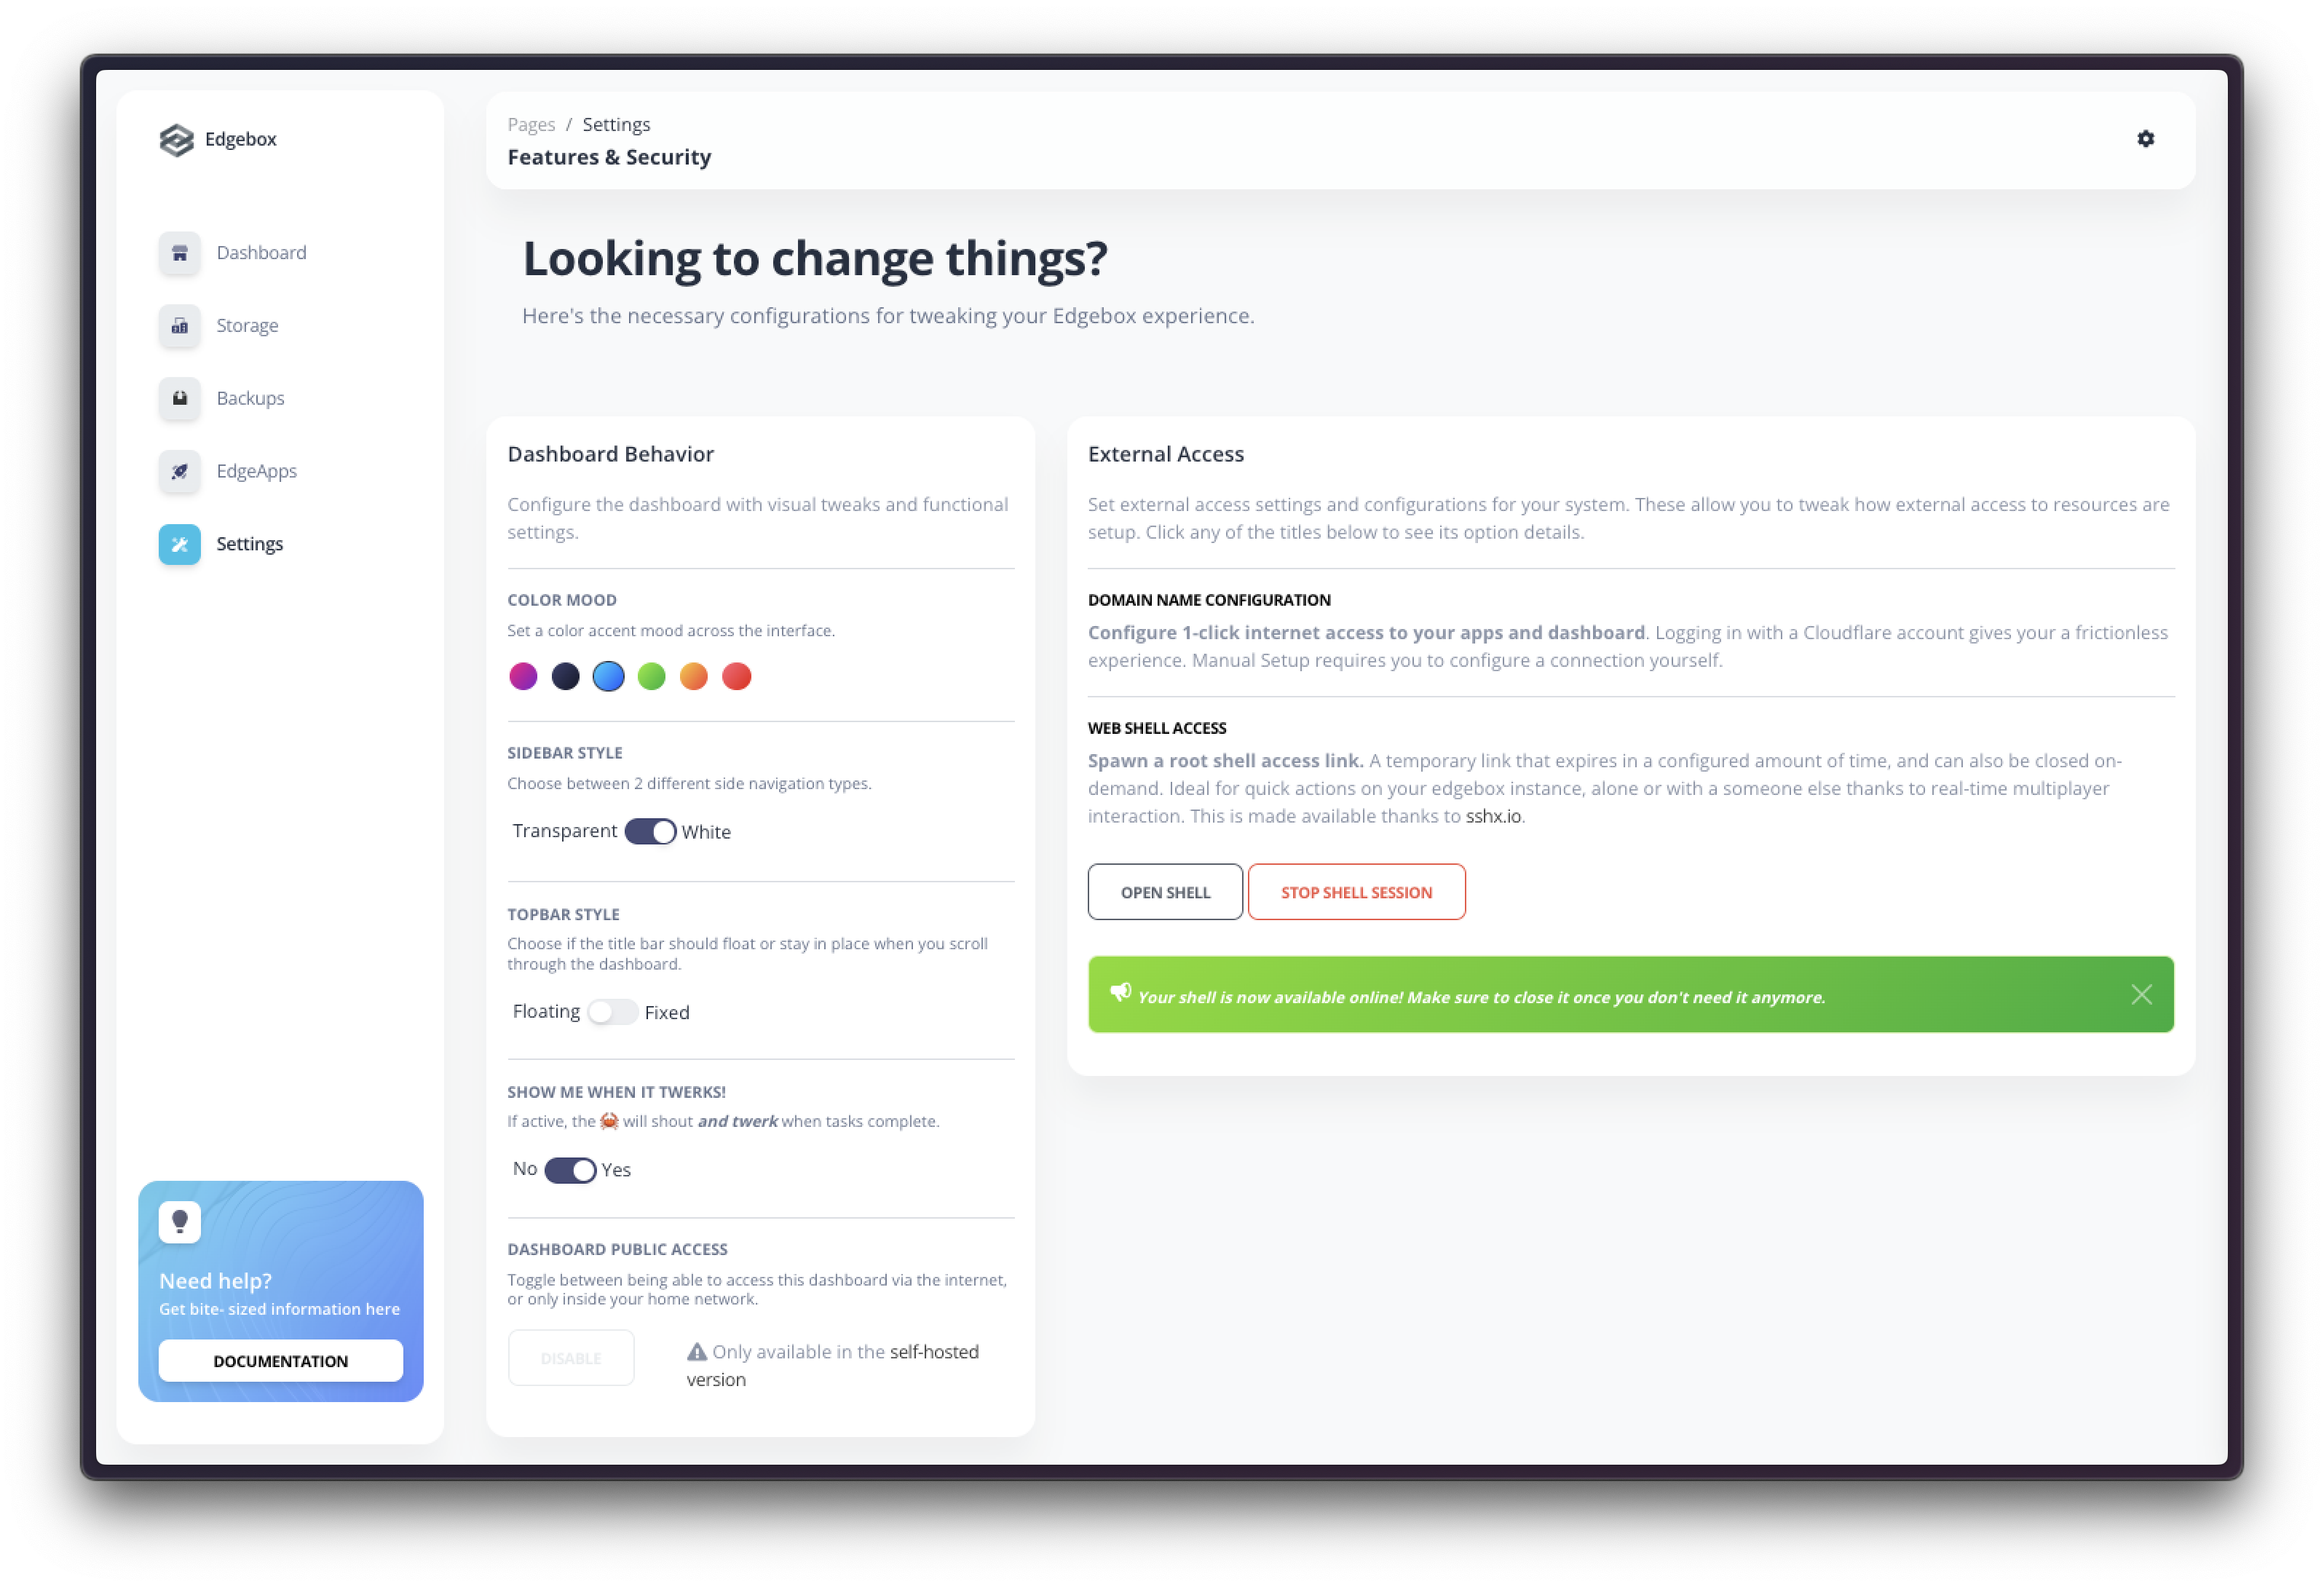 Edgebox
Dashboard
Storage
Backups
EdgeApps
Settings
Need help?
Get bite- sized information here
DOCUMENTATION
Pages / Settings
Features & Security
Looking to change things?
Here's the necessary configurations for tweaking your Edgebox experience.
Dashboard Behavior
Configure the dashboard with visual tweaks and functional
settings.
COLOR MOOD
Set a color accent mood across the interface.
SIDEBAR STYLE
Choose between 2 different side navigation types.
Transparent White
TOPBAR STYLE
Choose if the title bar should float or stay in place when you scroll
through the dashboard.
Floating Fixed
SHOW ME WHEN IT TWERKS!
If active, the 🦀 will shout and twerk when tasks complete.
No Yes
DASHBOARD PUBLIC ACCESS
Toggle between being able to access this dashboard via the internet,
or only inside your home network.
DISABLE
Only available in the self-hosted
version
External Access
Set external access settings and configurations for your system. These allow you to tweak how external access to resources are
setup. Click any of the titles below to see its option details.
DOMAIN NAME CONFIGURATION
Configure 1-click internet access to your apps and dashboard. Logging in with a Cloudflare account gives your a frictionless
experience. Manual Setup requires you to configure a connection yourself.
WEB SHELL ACCESS
Spawn a root shell access link. A temporary link that expires in a configured amount of time, and can also be closed on-
demand. Ideal for quick actions on your edgebox instance, alone or with a someone else thanks to real-time multiplayer
interaction. This is made available thanks to sshx.io.
OPEN SHELL
STOP SHELL SESSION
Your shell is now available online! Make sure to close it once you don't need it anymore.